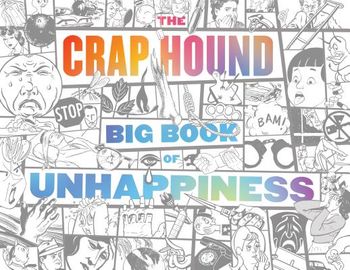 THE
CRAP HOUND
STOP
BIG BOOK
BAM!
OF
UNHAPPINESS